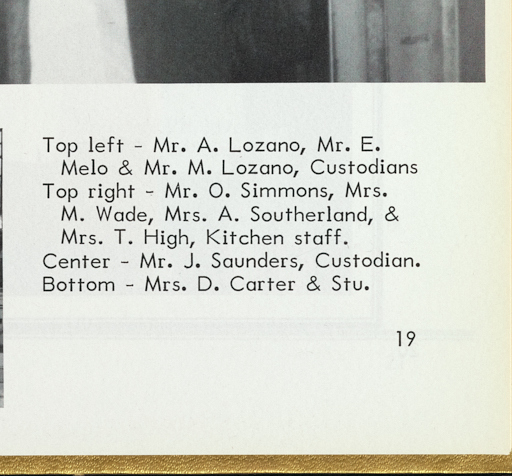 Top left - Mr. A. Lozano, Mr. E.
Melo & Mr. M. Lozano, Custodians
Top right - Mr. O. Simmons, Mrs.
M. Wade, Mrs. A. Southerland, &
Mrs. T. High, Kitchen staff.
Center - Mr. J. Saunders, Custodian.
Bottom - Mrs. D. Carter & Stu.
19